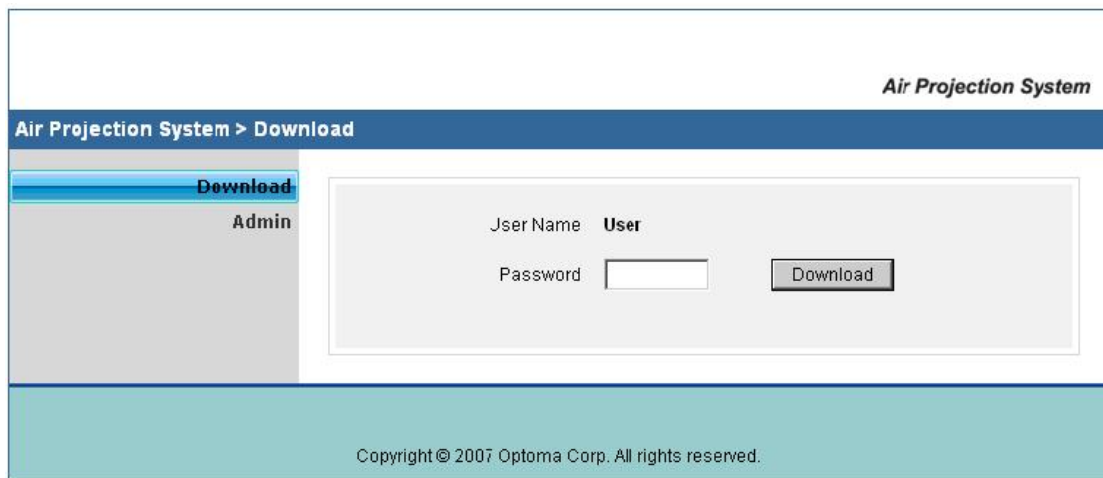 Air Projection System
Air Projection System > Download
Download
Admin
User Name User
Password Download
Copyright © 2007 Optoma Corp. All rights reserved.